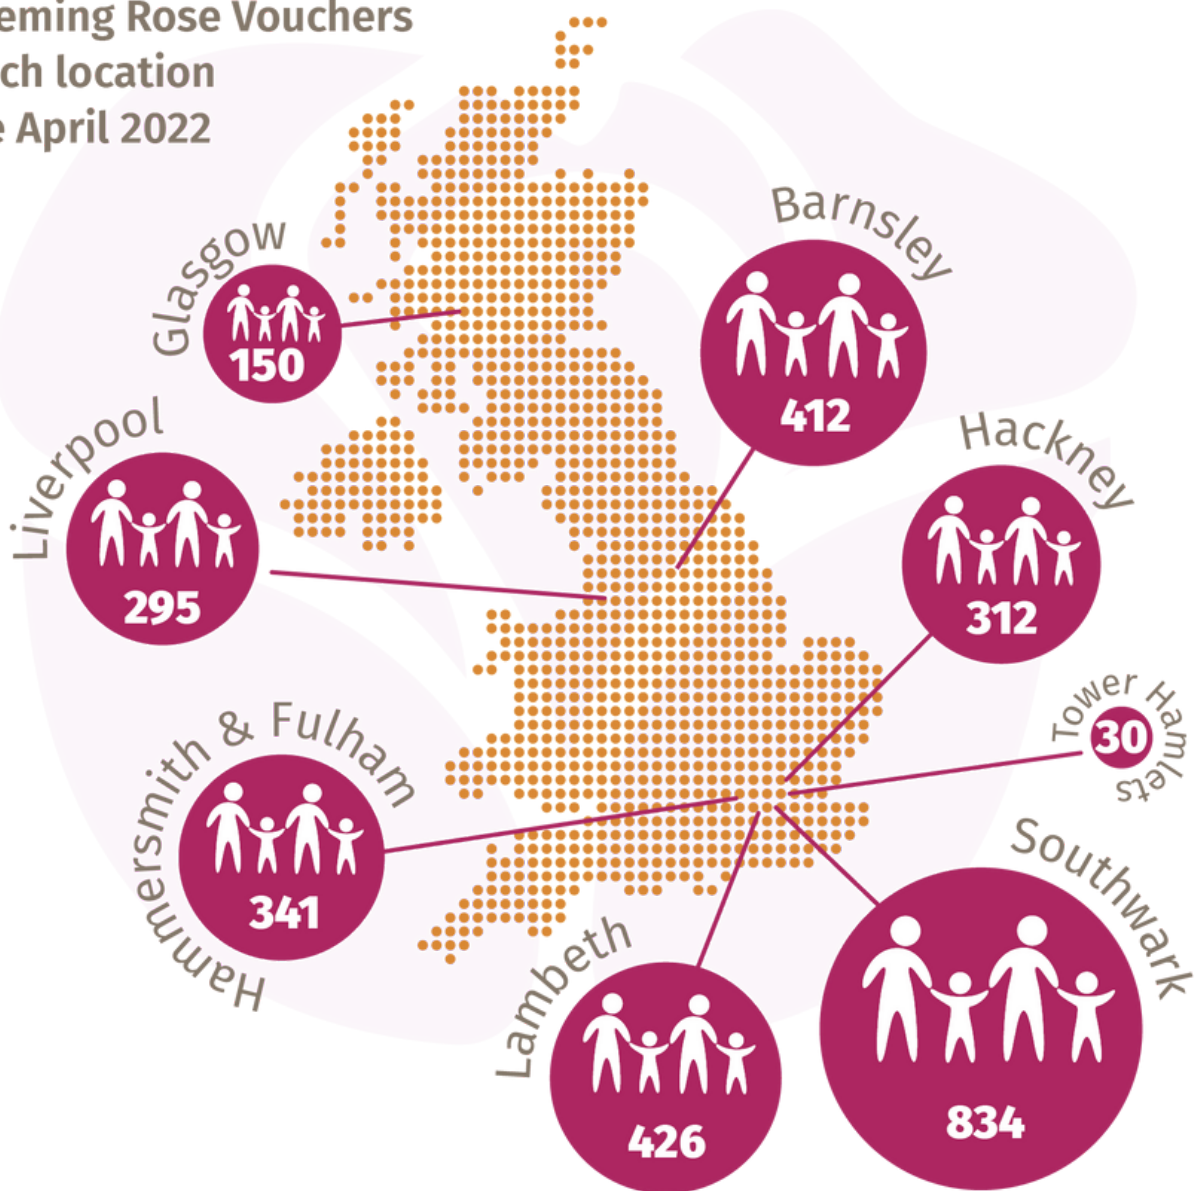 eming Rose Vouchers
ch location
e April 2022
Glasgow
150
Barnsley
412
Liverpool
295
Hackney
312
Tower Hamlets
30
Hammersmith & Fulham
341
Southwark
834
Lambeth
426